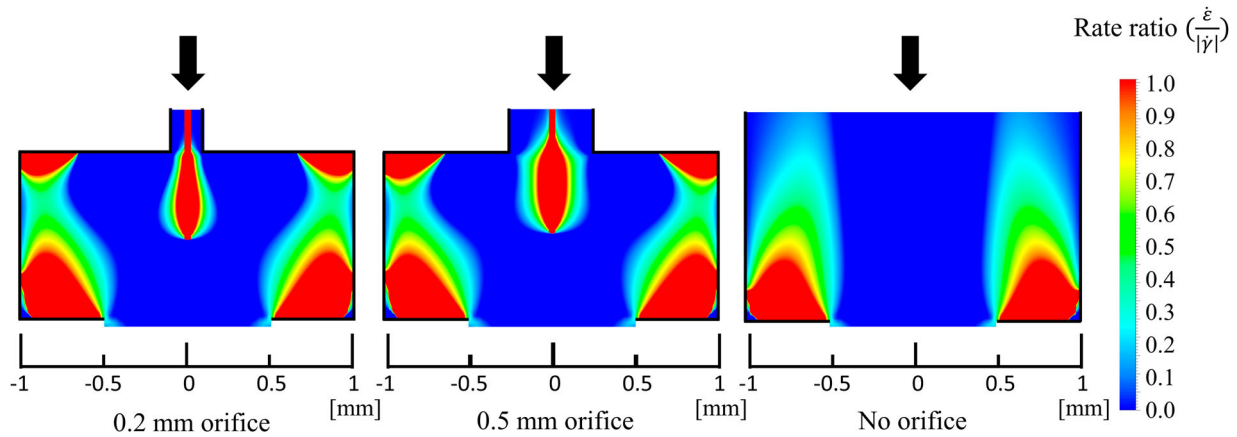 Rate ratio (ε̇/|γ̇|)
1.0
0.9
0.8
0.7
0.6
0.5
0.4
0.3
0.2
0.1
0.0
-1 -0.5 0 0.5 1
[mm]
0.2 mm orifice
-1 -0.5 0 0.5 1
[mm]
0.5 mm orifice
-1 -0.5 0 0.5 1
[mm]
No orifice